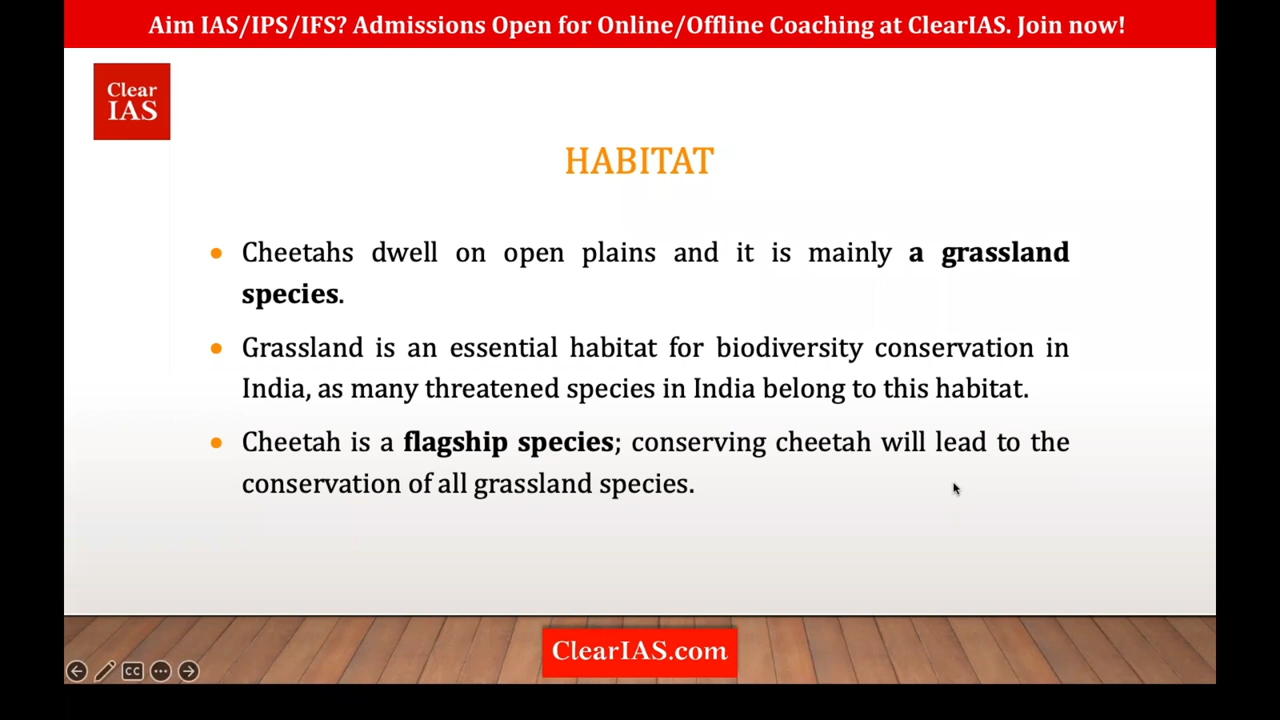 Aim IAS/IPS/IFS? Admissions Open for Online/Offline Coaching at ClearIAS. Join now!
Clear
IAS
HABITAT
Cheetahs dwell on open plains and it is mainly a grassland
species.
Grassland is an essential habitat for biodiversity conservation in
India, as many threatened species in India belong to this habitat.
Cheetah is a flagship species; conserving cheetah will lead to the
conservation of all grassland species.
ClearIAS.com
CC